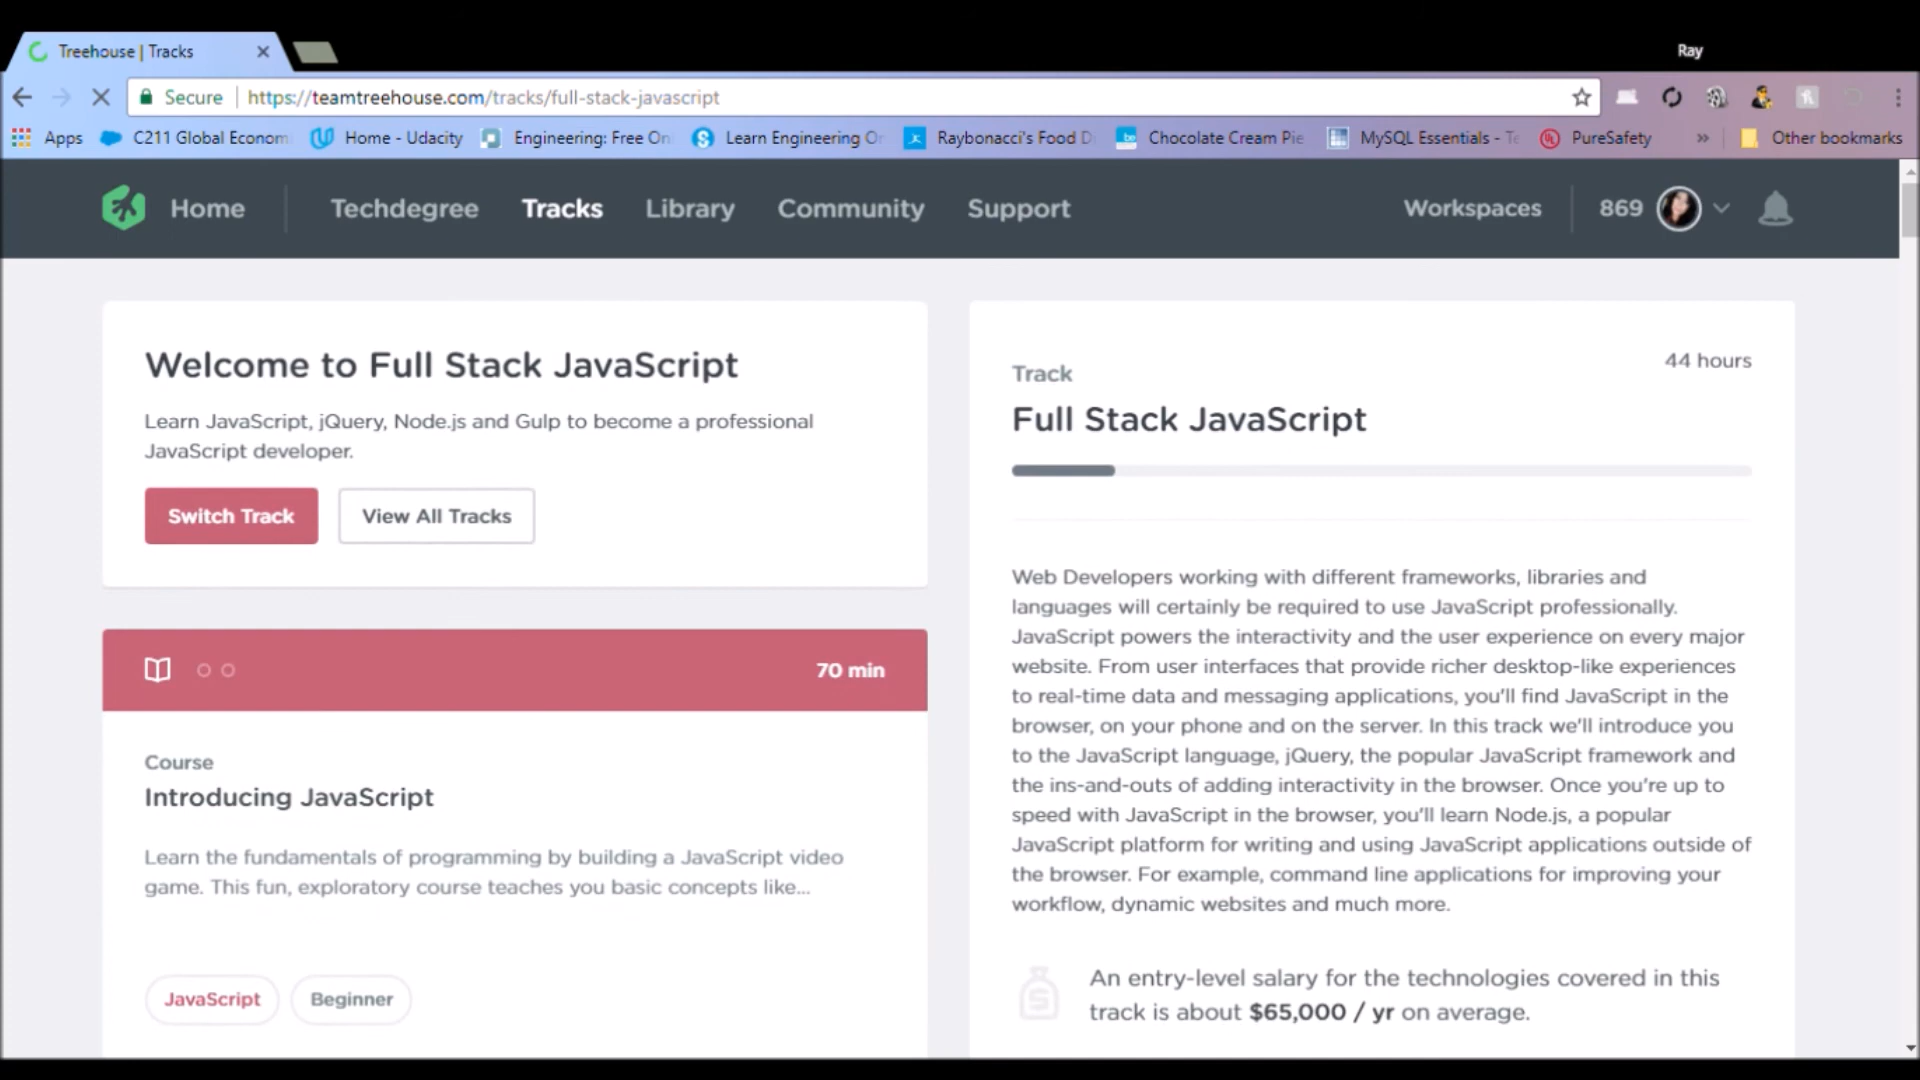 Treehouse | Tracks
Ray
Secure https://teamtreehouse.com/tracks/full-stack-javascript
Apps C211 Global Econom Home - Udacity Engineering: Free On Learn Engineering O Raybonacci's Food D Chocolate Cream Pie MySQL Essentials - Te PureSafety » Other bookmarks
Home Techdegree Tracks Library Community Support Workspaces 869
Welcome to Full Stack JavaScript
Learn JavaScript, jQuery, Node.js and Gulp to become a professional
JavaScript developer.
Switch Track View All Tracks
70 min
Course
Introducing JavaScript
Learn the fundamentals of programming by building a JavaScript video
game. This fun, exploratory course teaches you basic concepts like...
JavaScript Beginner
44 hours
Track
Full Stack JavaScript
Web Developers working with different frameworks, libraries and
languages will certainly be required to use JavaScript professionally.
JavaScript powers the interactivity and the user experience on every major
website. From user interfaces that provide richer desktop-like experiences
to real-time data and messaging applications, you'll find JavaScript in the
browser, on your phone and on the server. In this track we'll introduce you
to the JavaScript language, jQuery, the popular JavaScript framework and
the ins-and-outs of adding interactivity in the browser. Once you're up to
speed with JavaScript in the browser, you'll learn Node.js, a popular
JavaScript platform for writing and using JavaScript applications outside of
the browser. For example, command line applications for improving your
workflow, dynamic websites and much more.
An entry-level salary for the technologies covered in this
track is about $65,000 / yr on average.